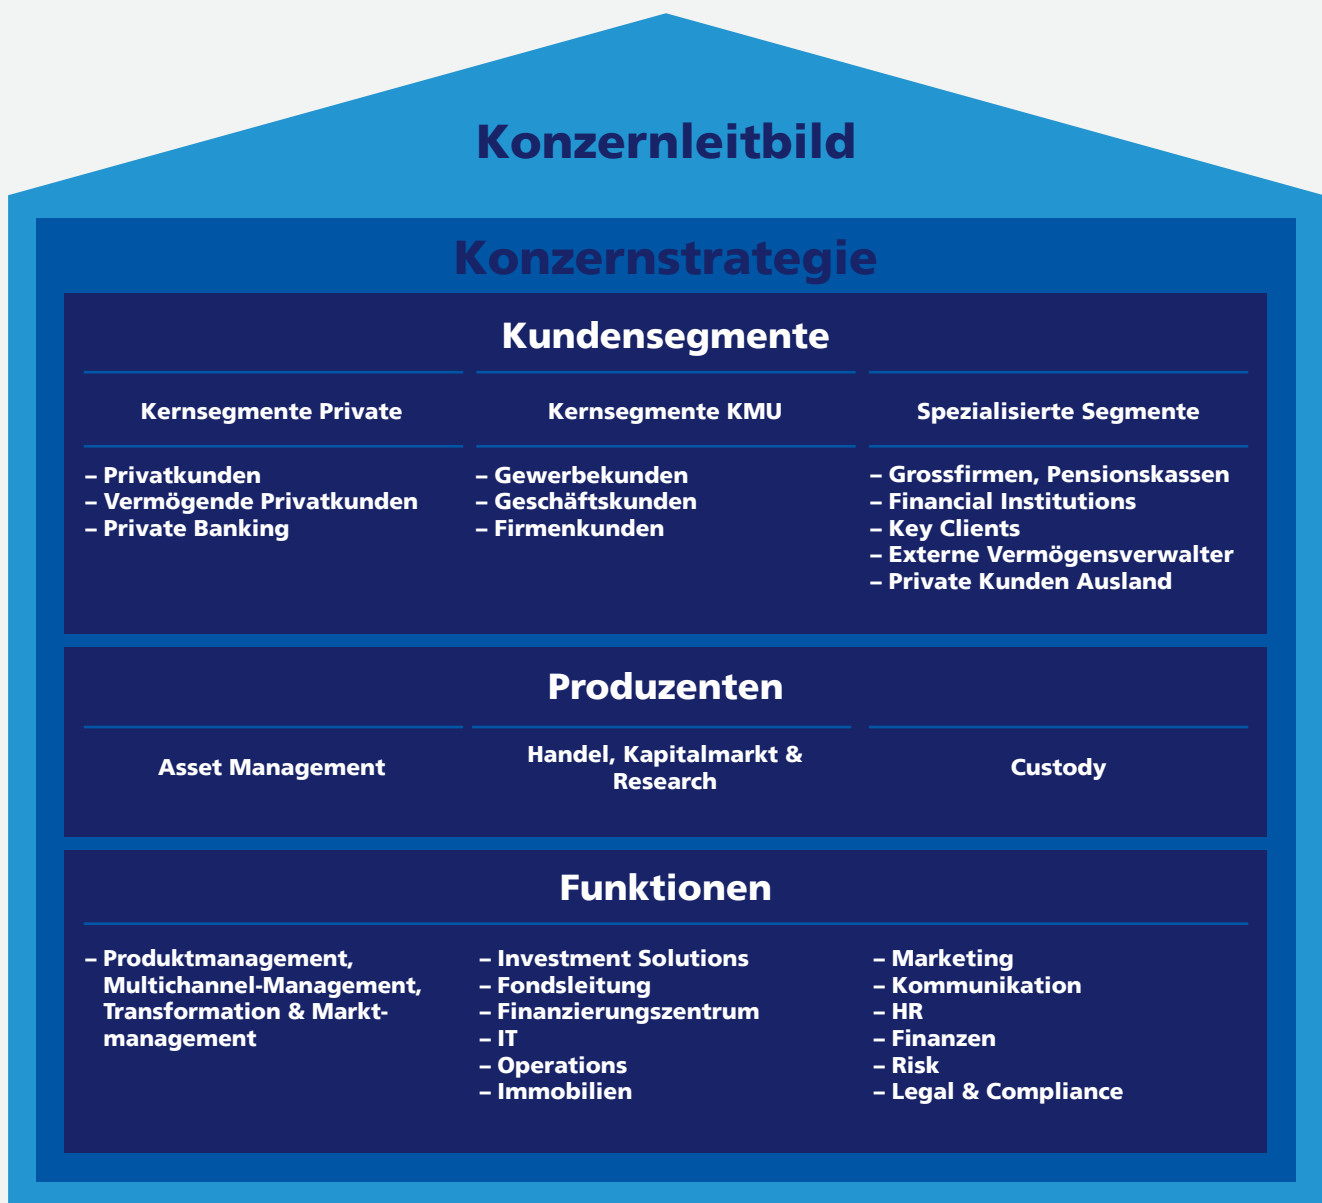 Konzernleitbild
Konzernstrategie
Kundensegmente
Kernsegmente Private
– Privatkunden
– Vermögende Privatkunden
– Private Banking
Kernsegmente KMU
– Gewerbekunden
– Geschäftskunden
– Firmenkunden
Spezialisierte Segmente
– Grossfirmen, Pensionskassen
– Financial Institutions
– Key Clients
– Externe Vermögensverwalter
– Private Kunden Ausland
Produzenten
Asset Management
Handel, Kapitalmarkt &
Research
Custody
Funktionen
– Produktmanagement,
Multichannel-Management,
Transformation & Markt-
management
– Investment Solutions
– Fondsleitung
– Finanzierungszentrum
– IT
– Operations
– Immobilien
– Marketing
– Kommunikation
– HR
– Finanzen
– Risk
– Legal & Compliance